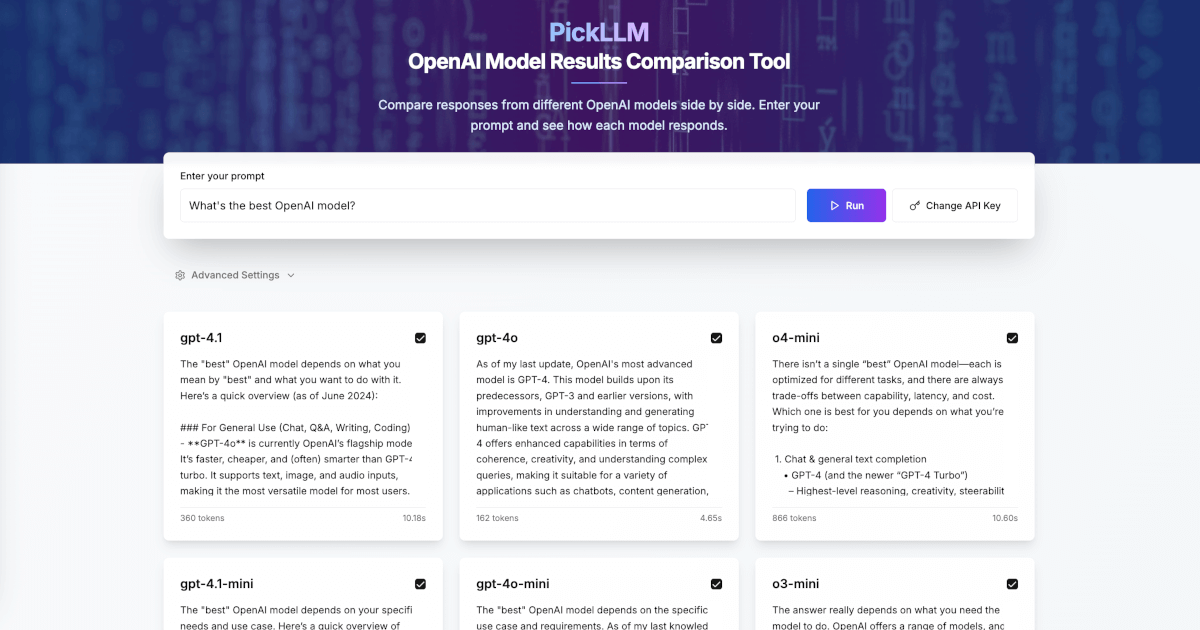 PickLLM
OpenAI Model Results Comparison Tool
Compare responses from different OpenAI models side by side. Enter your
prompt and see how each model responds.
Enter your prompt
What's the best OpenAI model?
Run
Change API Key
Advanced Settings
gpt-4.1
The "best" OpenAI model depends on what you
mean by "best" and what you want to do with it.
Here's a quick overview (as of June 2024):
### For General Use (Chat, Q&A, Writing, Coding)
- **GPT-4o** is currently OpenAI's flagship mode
It's faster, cheaper, and (often) smarter than GPT-4
turbo. It supports text, image, and audio inputs,
making it the most versatile model for most users.
360 tokens
10.18s
gpt-4o
As of my last update, OpenAI's most advanced
model is GPT-4. This model builds upon its
predecessors, GPT-3 and earlier versions, with
improvements in understanding and generating
human-like text across a wide range of topics. GPT
4 offers enhanced capabilities in terms of
coherence, creativity, and understanding complex
queries, making it suitable for a variety of
applications such as chatbots, content generation,
162 tokens
4.65s
o4-mini
There isn't a single “best” OpenAI model—each is
optimized for different tasks, and there are always
trade-offs between capability, latency, and cost.
Which one is best for you depends on what you're
trying to do:
1. Chat & general text completion
• GPT-4 (and the newer “GPT-4 Turbo”)
– Highest-level reasoning, creativity, steerabilit
866 tokens
10.60s
gpt-4.1-mini
The "best" OpenAI model depends on your specifi
needs and use case. Here's a quick overview of
gpt-4o-mini
The "best" OpenAI model depends on the specific
use case and requirements. As of my last knowled
o3-mini
The answer really depends on what you need the
model to do. OpenAI offers a range of models, and